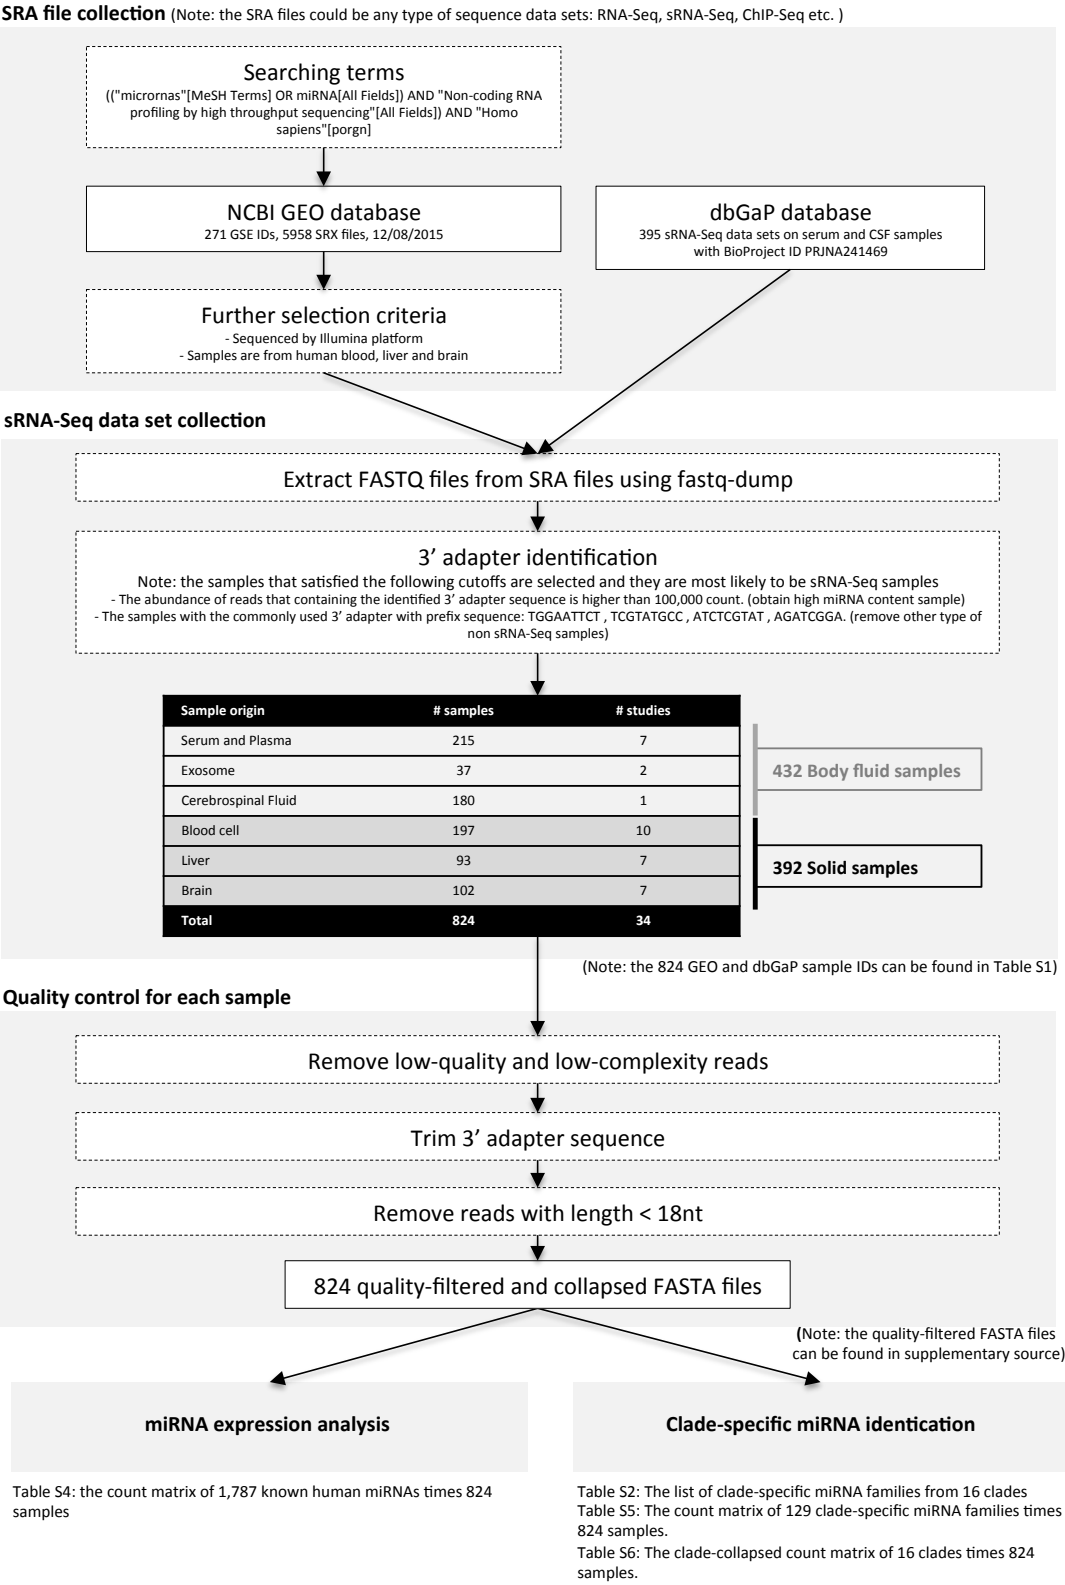 SRA file collection (Note: the SRA files could be any type of sequence data sets: RNA-Seq, sRNA-Seq, ChIP-Seq etc. )
Searching terms
(("micrornas"[MeSH Terms] OR miRNA[All Fields]) AND "Non-coding RNA
profiling by high throughput sequencing"[All Fields]) AND "Homo
sapiens"[porgn]
NCBI GEO database
271 GSE IDs, 5958 SRX files, 12/08/2015
dbGaP database
395 sRNA-Seq data sets on serum and CSF samples
with BioProject ID PRJNA241469
Further selection criteria
- Sequenced by Illumina platform
- Samples are from human blood, liver and brain
sRNA-Seq data set collection
Extract FASTQ files from SRA files using fastq-dump
3’ adapter identification
Note: the samples that satisfied the following cutoffs are selected and they are most likely to be sRNA-Seq samples
- The abundance of reads that containing the identified 3’ adapter sequence is higher than 100,000 count. (obtain high miRNA content sample)
- The samples with the commonly used 3’ adapter with prefix sequence: TGGAATTCT , TCGTATGCC , ATCTCGTAT , AGATCGGA. (remove other type of
non sRNA-Seq samples)
Sample origin # samples # studies
Serum and Plasma 215 7
Exosome 37 2
Cerebrospinal Fluid 180 1
Blood cell 197 10
Liver 93 7
Brain 102 7
Total 824 34
432 Body fluid samples
392 Solid samples
(Note: the 824 GEO and dbGaP sample IDs can be found in Table S1)
Quality control for each sample
Remove low-quality and low-complexity reads
Trim 3’ adapter sequence
Remove reads with length < 18nt
824 quality-filtered and collapsed FASTA files
(Note: the quality-filtered FASTA files
can be found in supplementary source)
miRNA expression analysis
Table S4: the count matrix of 1,787 known human miRNAs times 824
samples
Clade-specific miRNA identication
Table S2: The list of clade-specific miRNA families from 16 clades
Table S5: The count matrix of 129 clade-specific miRNA families times
824 samples.
Table S6: The clade-collapsed count matrix of 16 clades times 824
samples.